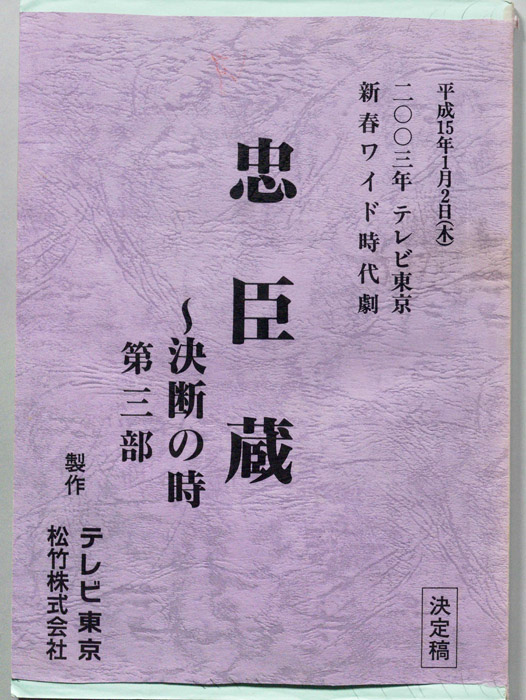 平成15年1月2日(木)
二〇〇三年 テレビ東京
新春ワイド時代劇
忠臣蔵
～決断の時
第三部
製作
テレビ東京
松竹株式会社
決定稿